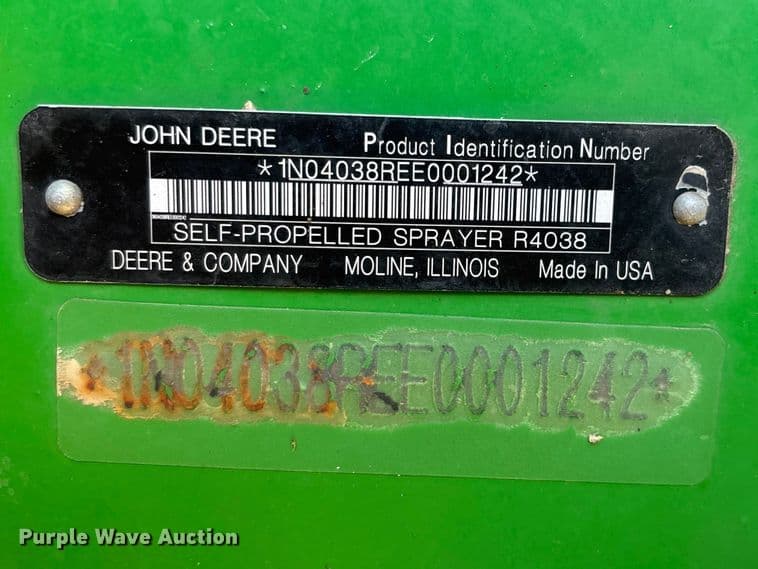 JOHN DEERE Product Identification Number
*1N04038REE0001242*
SELF-PROPELLED SPRAYER R4038
DEERE & COMPANY MOLINE, ILLINOIS Made In USA
*1N04038REE0001242*
Purple Wave Auction